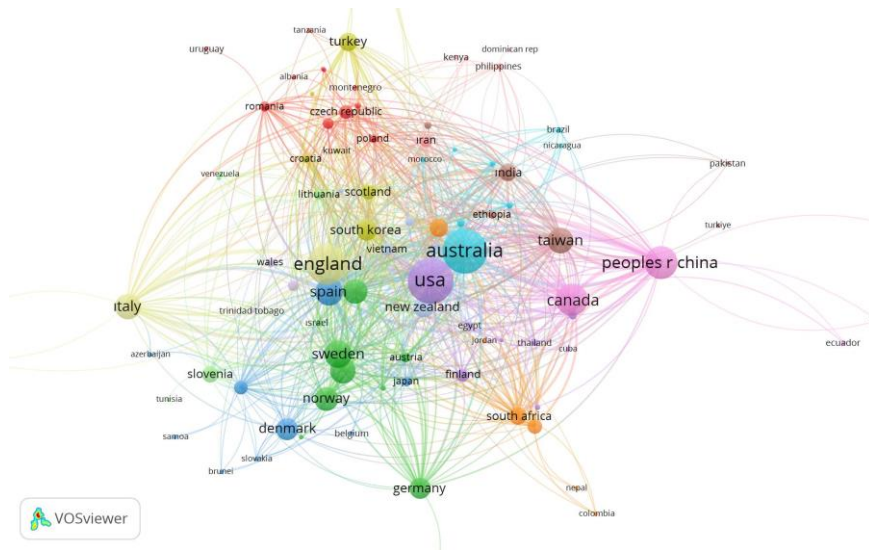 tanzania
turkey
uruguay
kenya
dominican rep
philippines
albania
montenegro
romania
czech republic
poland
iran
brazil
kuwait
nicaragua
croatia
morocco
pakistan
venezuela
india
lithuania
scotland
ethiopia
turkiye
south korea
vietnam
australia
taiwan
england
wales
peoples r china
usa
spain
canada
italy
new zealand
trinidad tobago
israel
egypt
jordan
thailand
cuba
ecuador
azerbaijan
sweden
austria
slovenia
japan
finland
tunisia
norway
south africa
samoa
denmark
belgium
slovakia
brunei
germany
nepal
colombia
VOSviewer